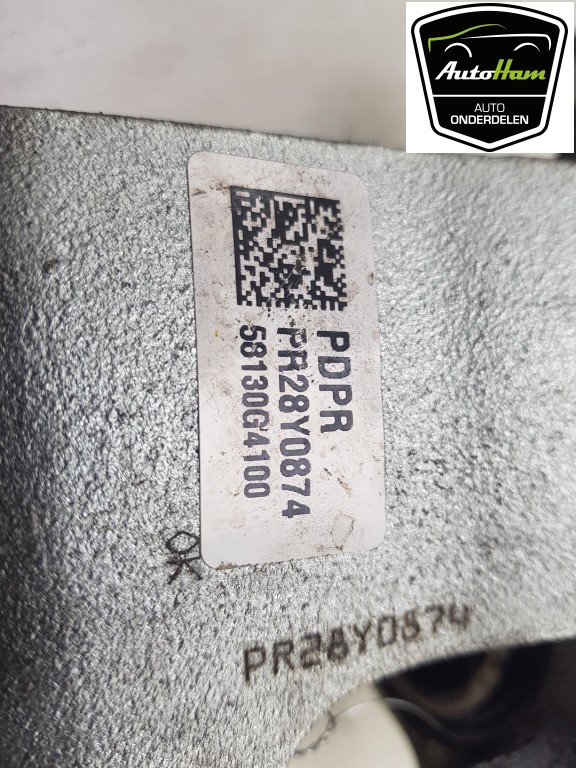 AutoHam
AUTO
ONDERDELEN
PDPR
PR28Y0874
58130G4100
OK
PR28Y0874